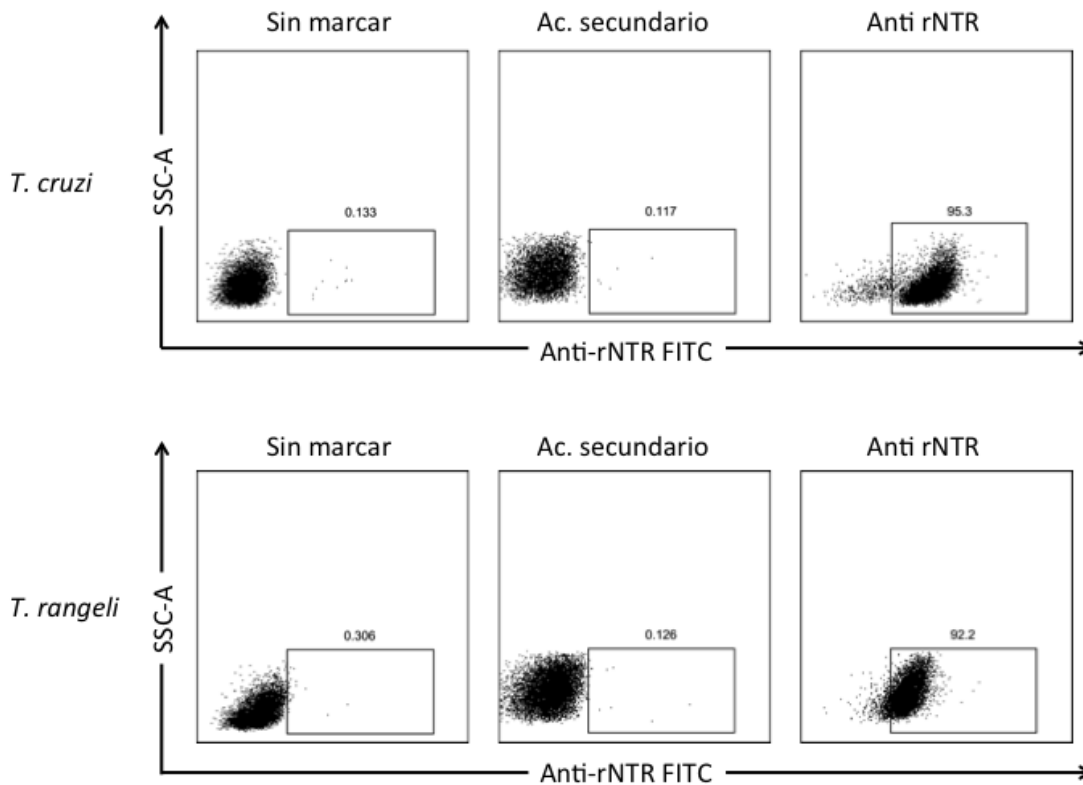 Sin marcar Ac. secundario Anti rNTR
T. cruzi
SSC-A
0.133 0.117 95.3
Anti-rNTR FITC
Sin marcar Ac. secundario Anti rNTR
T. rangeli
SSC-A
0.306 0.126 92.2
Anti-rNTR FITC